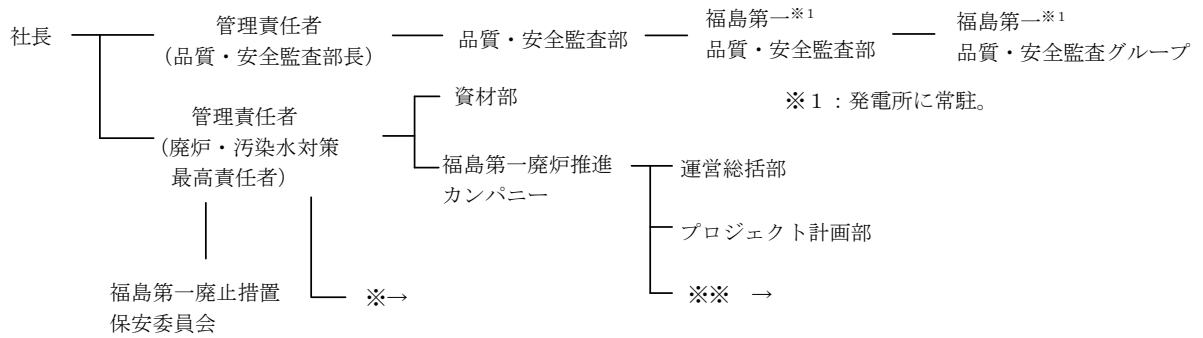 社長
管理責任者
(品質・安全監査部長)
品質・安全監査部
福島第一※1
品質・安全監査部
福島第一※1
品質・安全監査グループ
※１：発電所に常駐。
管理責任者
(廃炉・汚染水対策
最高責任者)
資材部
福島第一廃炉推進
カンパニー
運営総括部
プロジェクト計画部
※※　→
福島第一廃止措置
保安委員会
※→